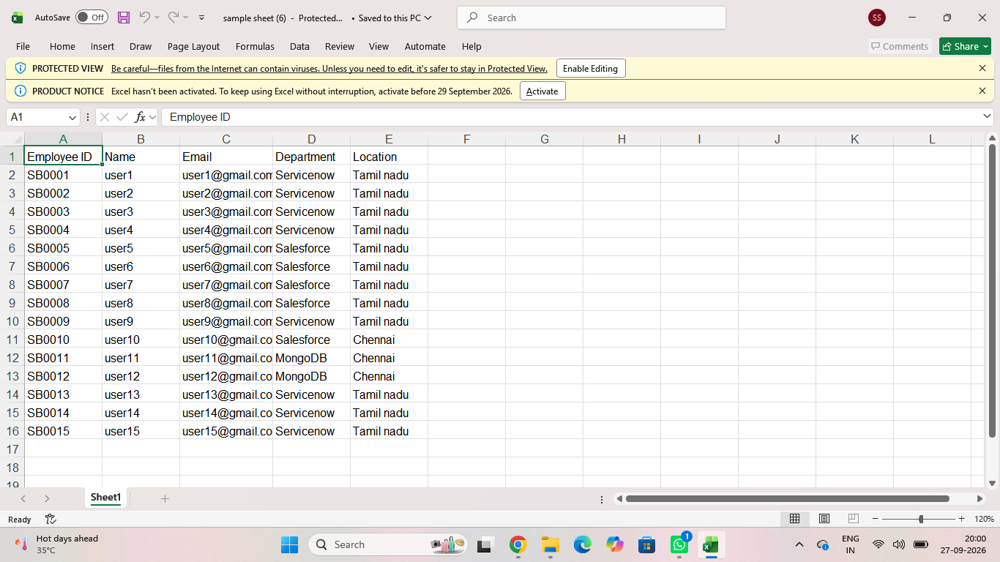 AutoSave Off sample sheet (6) - Protected... • Saved to this PC Search SS
File Home Insert Draw Page Layout Formulas Data Review View Automate Help Comments Share
PROTECTED VIEW Be careful—files from the Internet can contain viruses. Unless you need to edit, it's safer to stay in Protected View. Enable Editing
PRODUCT NOTICE Excel hasn't been activated. To keep using Excel without interruption, activate before 29 September 2026. Activate
A1 fx Employee ID
A B C D E F G H I J K L
1 Employee ID Name Email Department Location
2 SB0001 user1 user1@gmail.com Servicenow Tamil nadu
3 SB0002 user2 user2@gmail.com Servicenow Tamil nadu
4 SB0003 user3 user3@gmail.com Servicenow Tamil nadu
5 SB0004 user4 user4@gmail.com Servicenow Tamil nadu
6 SB0005 user5 user5@gmail.com Salesforce Tamil nadu
7 SB0006 user6 user6@gmail.com Salesforce Tamil nadu
8 SB0007 user7 user7@gmail.com Salesforce Tamil nadu
9 SB0008 user8 user8@gmail.com Salesforce Tamil nadu
10 SB0009 user9 user9@gmail.com Servicenow Tamil nadu
11 SB0010 user10 user10@gmail.co Salesforce Chennai
12 SB0011 user11 user11@gmail.co MongoDB Chennai
13 SB0012 user12 user12@gmail.co MongoDB Chennai
14 SB0013 user13 user13@gmail.co Servicenow Tamil nadu
15 SB0014 user14 user14@gmail.co Servicenow Tamil nadu
16 SB0015 user15 user15@gmail.co Servicenow Tamil nadu
17
18
19
Sheet1
Ready 120%
Hot days ahead
35°C
Search
1
ENG
IN
20:00
27-09-2026